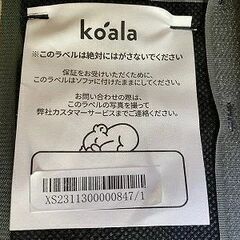 koala
※このラベルは絶対にはがさないでください
保証をお受けいただくために、
このラベルはソファに付けたままにしてください。
お問い合わせの際は、
このラベルの写真を撮って
弊社カスタマーサービスまでご連絡ください。
XS2311300000847/1